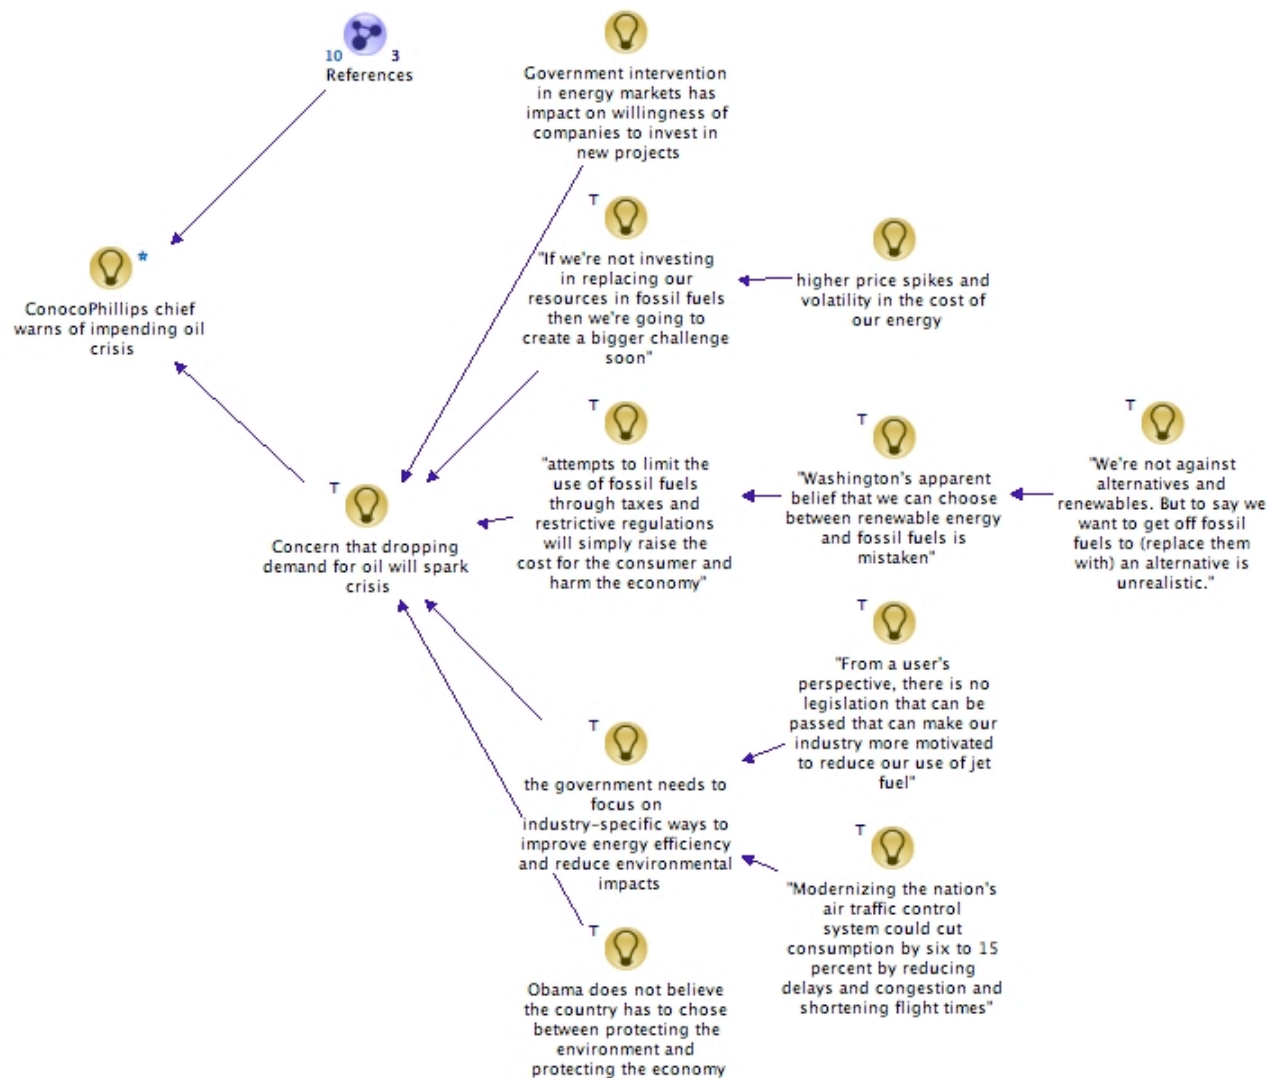 10 3
References
Government intervention
in energy markets has
impact on willingness of
companies to invest in
new projects
T
"If we're not investing
in replacing our
resources in fossil fuels
then we're going to
create a bigger challenge
soon"
higher price spikes and
volatility in the cost of
our energy
*
ConocoPhillips chief
warns of impending oil
crisis
T
"attempts to limit the
use of fossil fuels
through taxes and
restrictive regulations
will simply raise the
cost for the consumer and
harm the economy"
T
"Washington's apparent
belief that we can choose
between renewable energy
and fossil fuels is
mistaken"
T
"We're not against
alternatives and
renewables. But to say we
want to get off fossil
fuels to (replace them
with) an alternative is
unrealistic."
T
Concern that dropping
demand for oil will spark
crisis
T
"From a user's
perspective, there is no
legislation that can be
passed that can make our
industry more motivated
to reduce our use of jet
fuel"
T
the government needs to
focus on
industry-specific ways to
improve energy efficiency
and reduce environmental
impacts
T
"Modernizing the nation's
air traffic control
system could cut
consumption by six to 15
percent by reducing
delays and congestion and
shortening flight times"
T
Obama does not believe
the country has to chose
between protecting the
environment and
protecting the economy